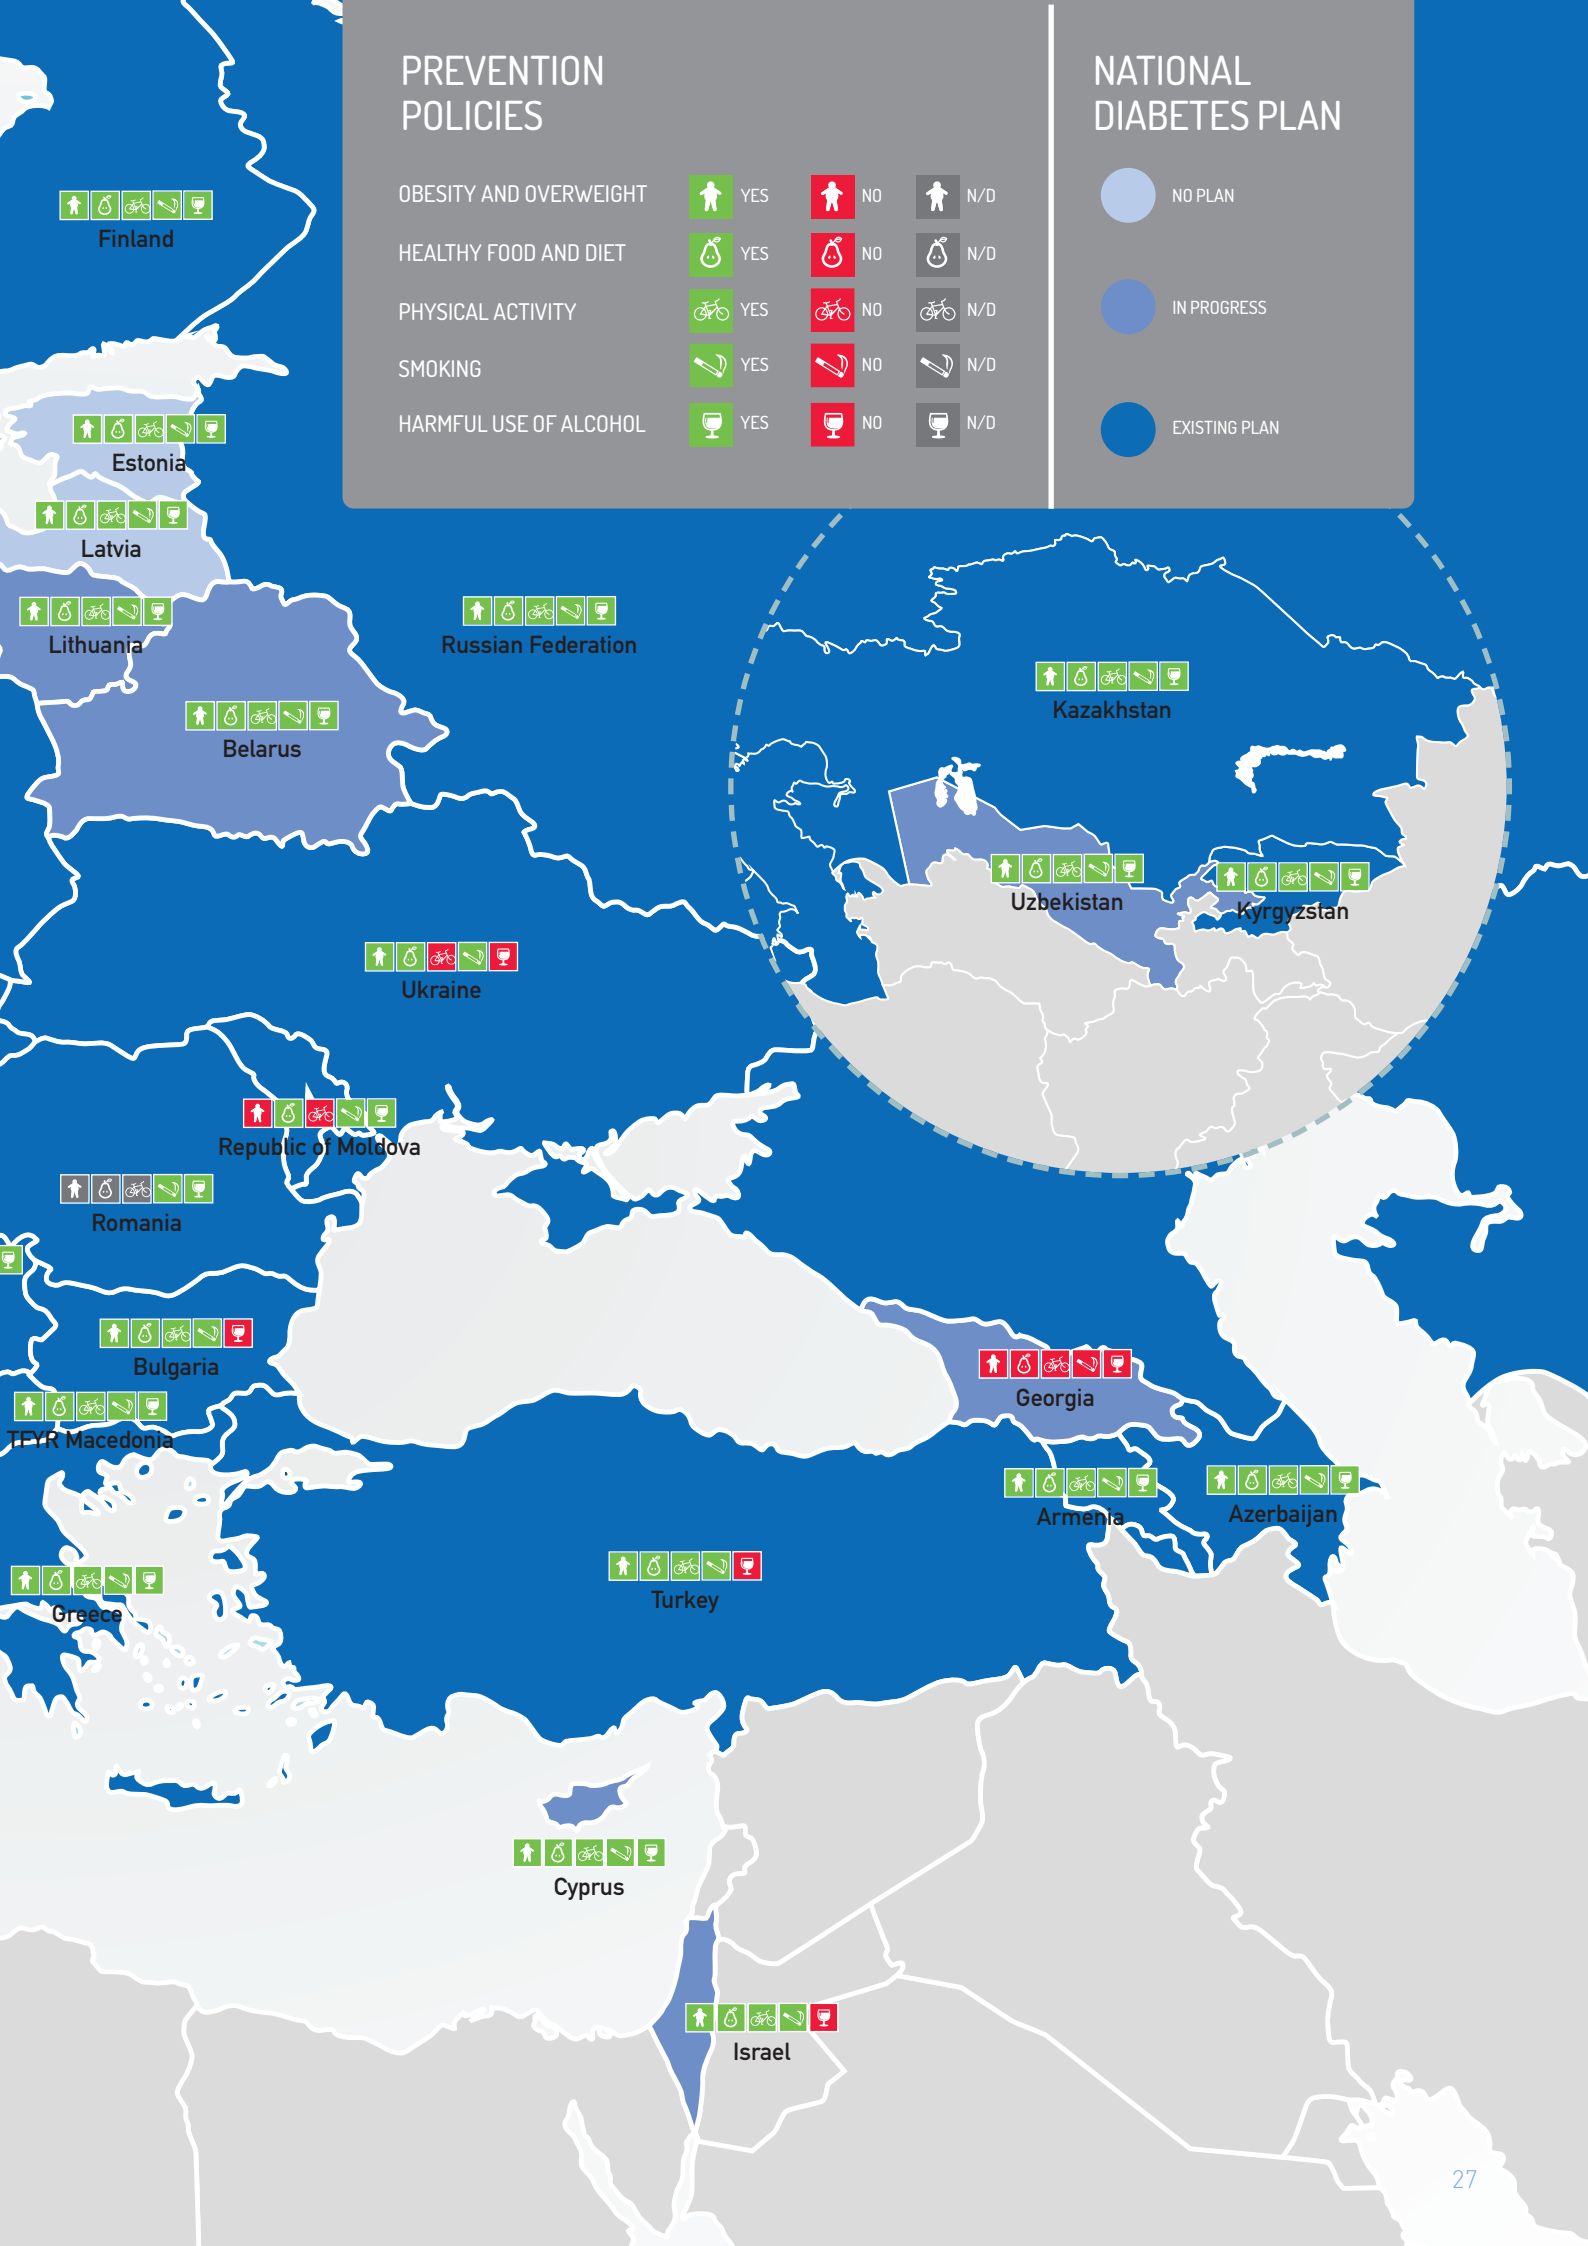 PREVENTION
POLICIES
OBESITY AND OVERWEIGHT YES NO N/D
HEALTHY FOOD AND DIET YES NO N/D
PHYSICAL ACTIVITY YES NO N/D
SMOKING YES NO N/D
HARMFUL USE OF ALCOHOL YES NO N/D
NATIONAL
DIABETES PLAN
NO PLAN
IN PROGRESS
EXISTING PLAN
Finland
Estonia
Latvia
Lithuania
Russian Federation
Belarus
Kazakhstan
Uzbekistan
Kyrgyzstan
Ukraine
Republic of Moldova
Romania
Bulgaria
TFYR Macedonia
Georgia
Armenia
Azerbaijan
Turkey
Greece
Cyprus
Israel
27